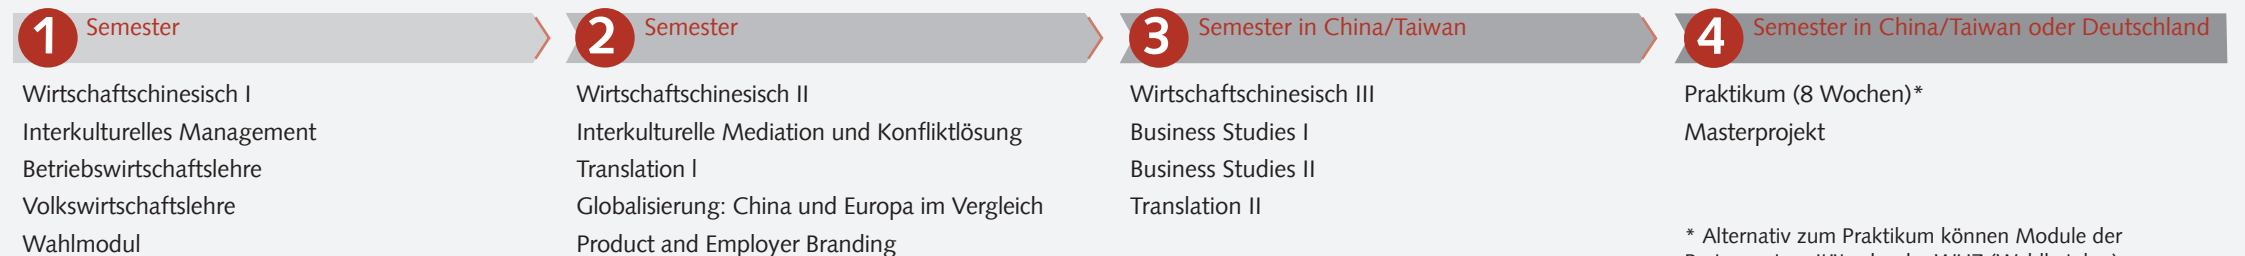 1 Semester
Wirtschaftschinesisch I
Interkulturelles Management
Betriebswirtschaftslehre
Volkswirtschaftslehre
Wahlmodul
2 Semester
Wirtschaftschinesisch II
Interkulturelle Mediation und Konfliktlösung
Translation l
Globalisierung: China und Europa im Vergleich
Product and Employer Branding
3 Semester in China/Taiwan
Wirtschaftschinesisch III
Business Studies I
Business Studies II
Translation II
4 Semester in China/Taiwan oder Deutschland
Praktikum (8 Wochen)*
Masterprojekt
* Alternativ zum Praktikum können Module der